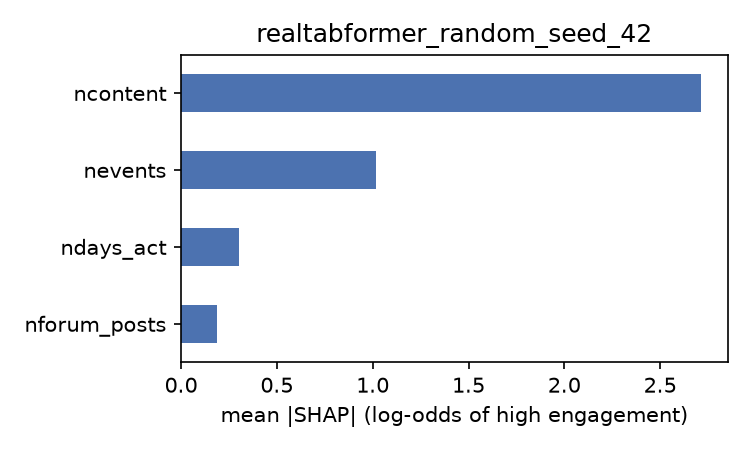 realtabformer_random_seed_42
ncontent
nevents
ndays_act
nforum_posts
0.0 0.5 1.0 1.5 2.0 2.5
mean |SHAP| (log-odds of high engagement)